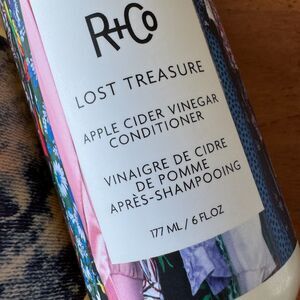 R+Co
LOST TREASURE
APPLE CIDER VINEGAR
CONDITIONER
VINAIGRE DE CIDRE
DE POMME
APRÈS-SHAMPOOING
177 ML / 6 FL OZ